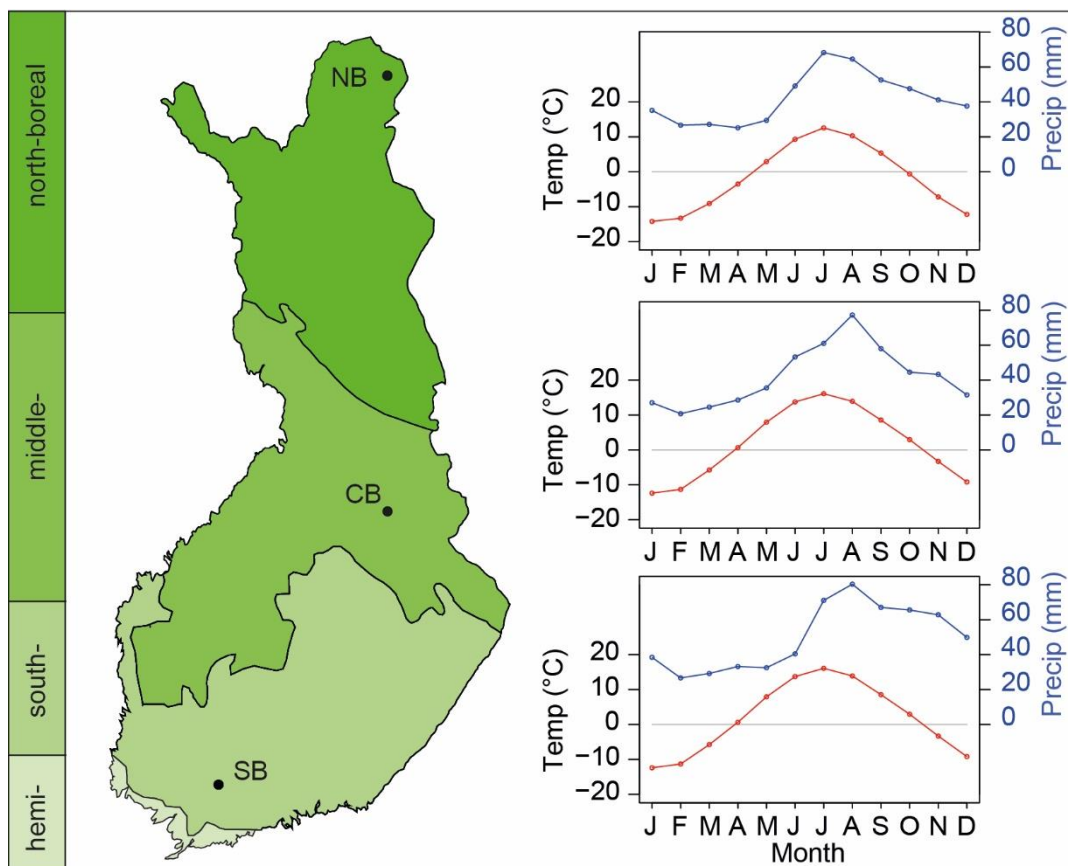 north-boreal
middle-
south-
hemi-
NB
CB
SB
Temp (°C)
20
10
0
−10
−20
Precip (mm)
80
60
40
20
0
J F M A M J J A S O N D
Temp (°C)
20
10
0
−10
−20
Precip (mm)
80
60
40
20
0
J F M A M J J A S O N D
Temp (°C)
20
10
0
−10
−20
Precip (mm)
80
60
40
20
0
J F M A M J J A S O N D
Month